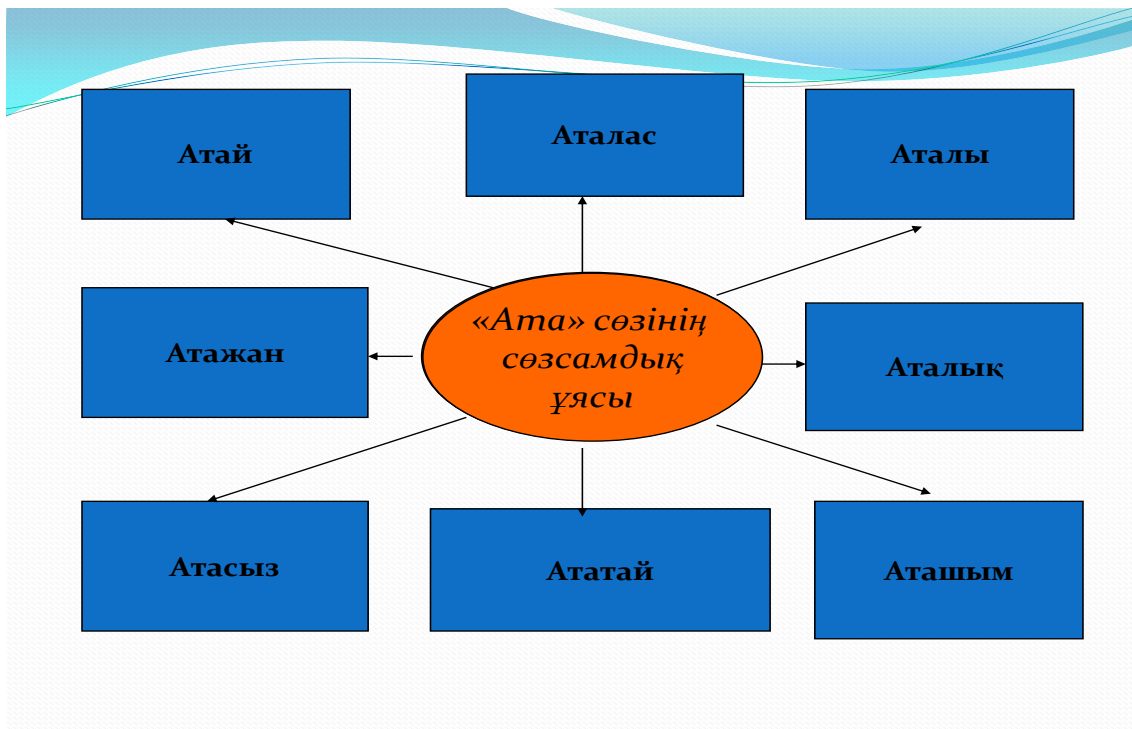 Атай
Аталас
Аталы
Атажан
«Ата» сөзінің
сөзсамдық
ұясы
Аталық
Атасыз
Ататай
Аташым